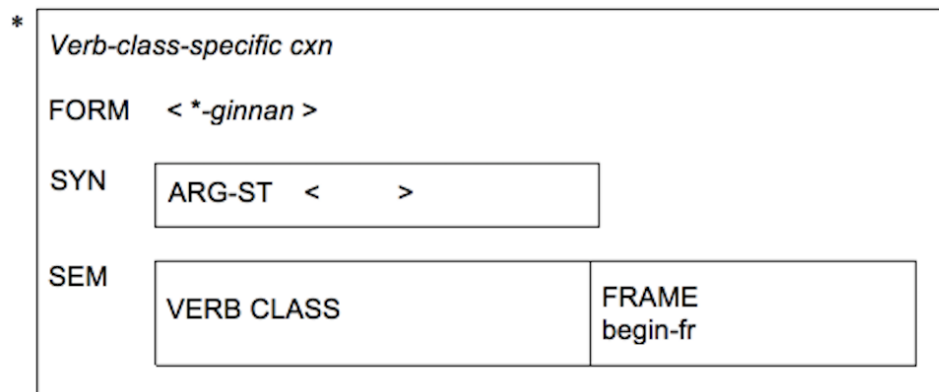 *
Verb-class-specific cxn
FORM < *-ginnan >
SYN ARG-ST < >
SEM VERB CLASS FRAME
begin-fr